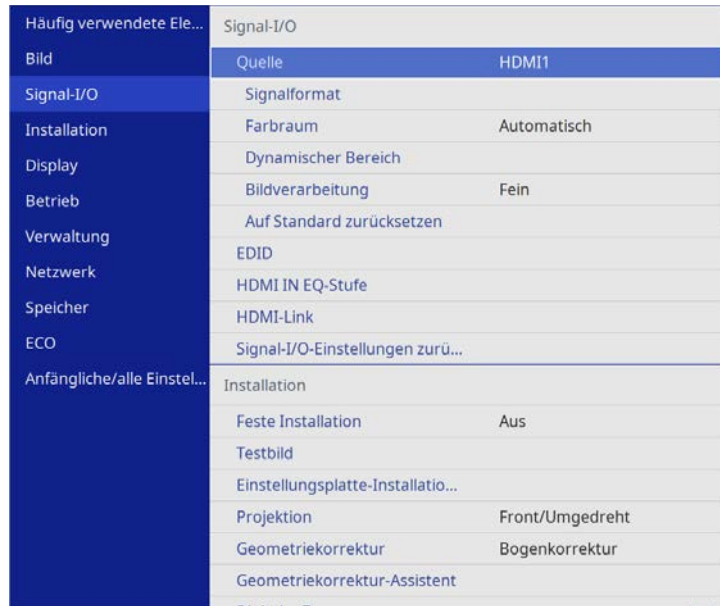 Häufig verwendete Ele...
Bild
Signal-I/O
Installation
Display
Betrieb
Verwaltung
Netzwerk
Speicher
ECO
Anfängliche/alle Einstel...
Signal-I/O
Quelle HDMI1
Signalformat
Farbraum Automatisch
Dynamischer Bereich
Bildverarbeitung Fein
Auf Standard zurücksetzen
EDID
HDMI IN EQ-Stufe
HDMI-Link
Signal-I/O-Einstellungen zurü...
Installation
Feste Installation Aus
Testbild
Einstellungsplatte-Installatio...
Projektion Front/Umgedreht
Geometriekorrektur Bogenkorrektur
Geometriekorrektur-Assistent